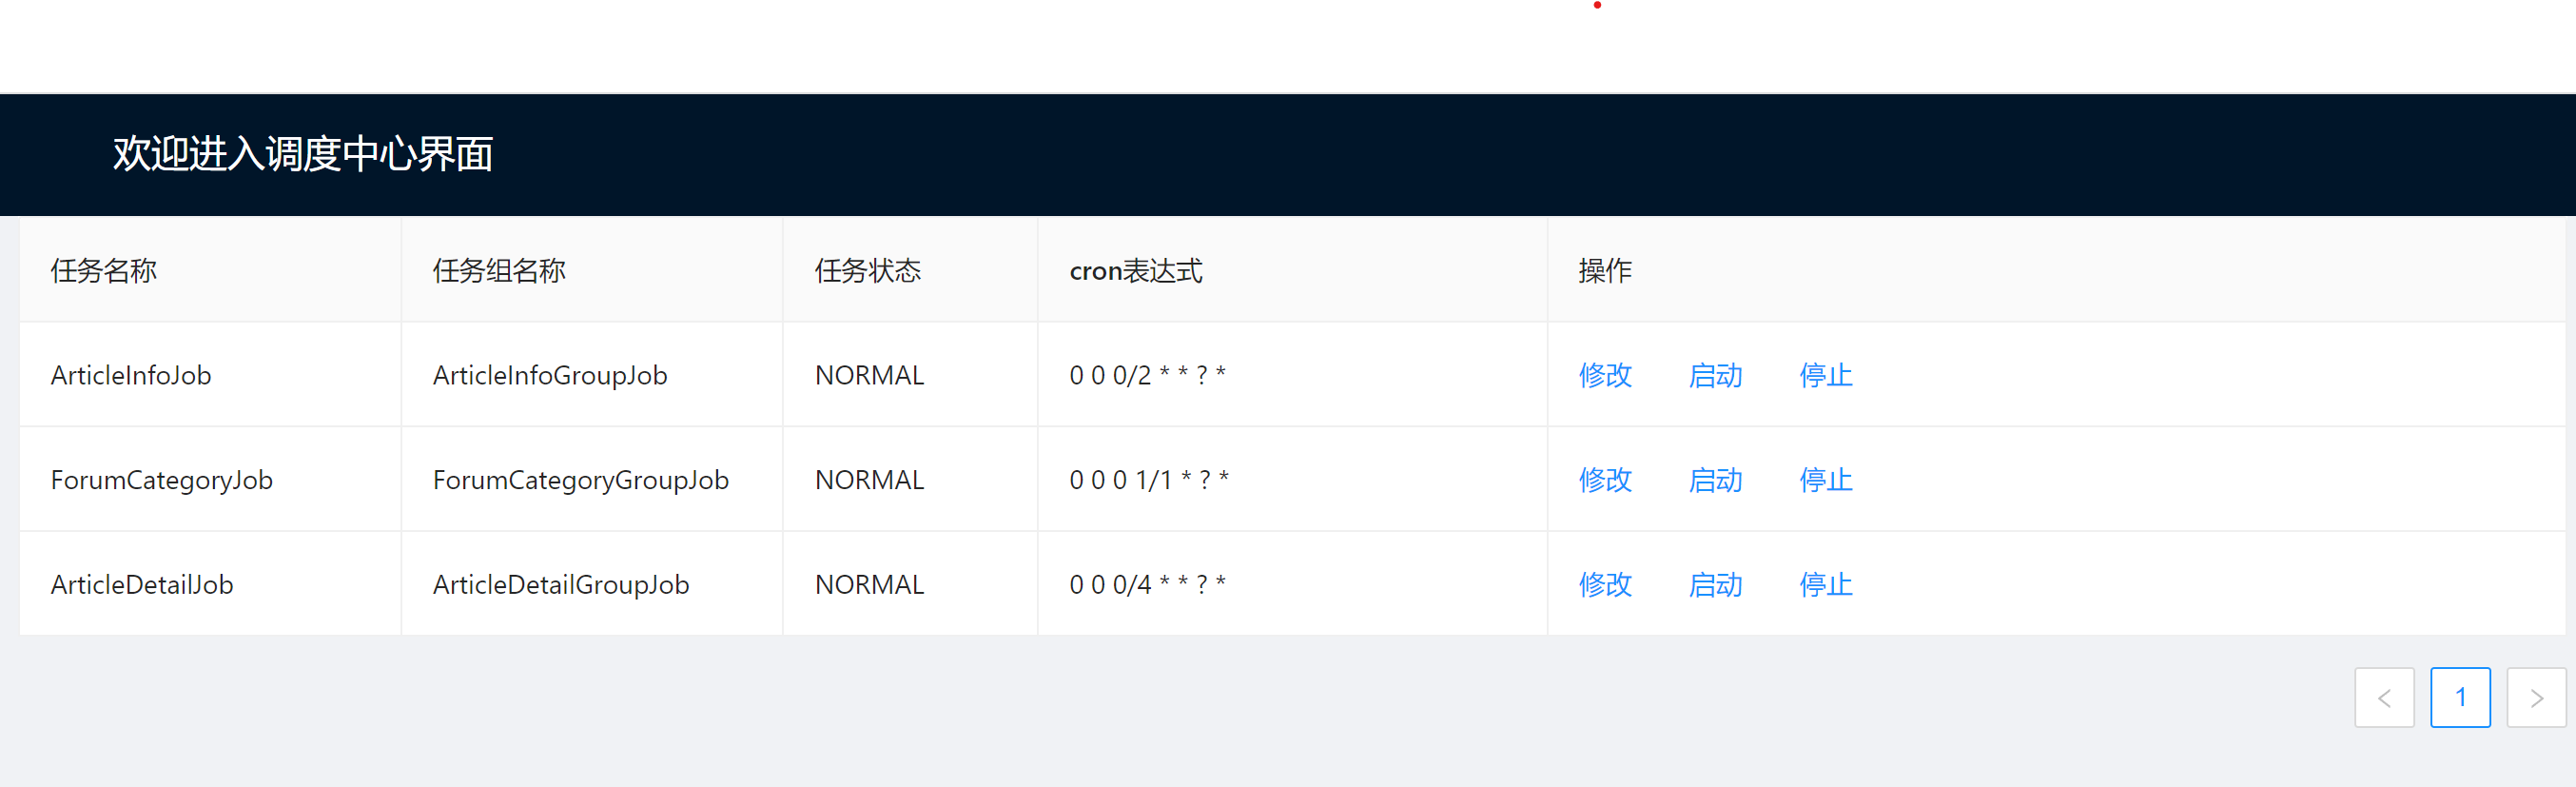 欢迎进入调度中心界面
任务名称 任务组名称 任务状态 cron表达式 操作
ArticleInfoJob ArticleInfoGroupJob NORMAL 0 0 0/2 * * ? * 修改 启动 停止
ForumCategoryJob ForumCategoryGroupJob NORMAL 0 0 0 1/1 * ? * 修改 启动 停止
ArticleDetailJob ArticleDetailGroupJob NORMAL 0 0 0/4 * * ? * 修改 启动 停止
1